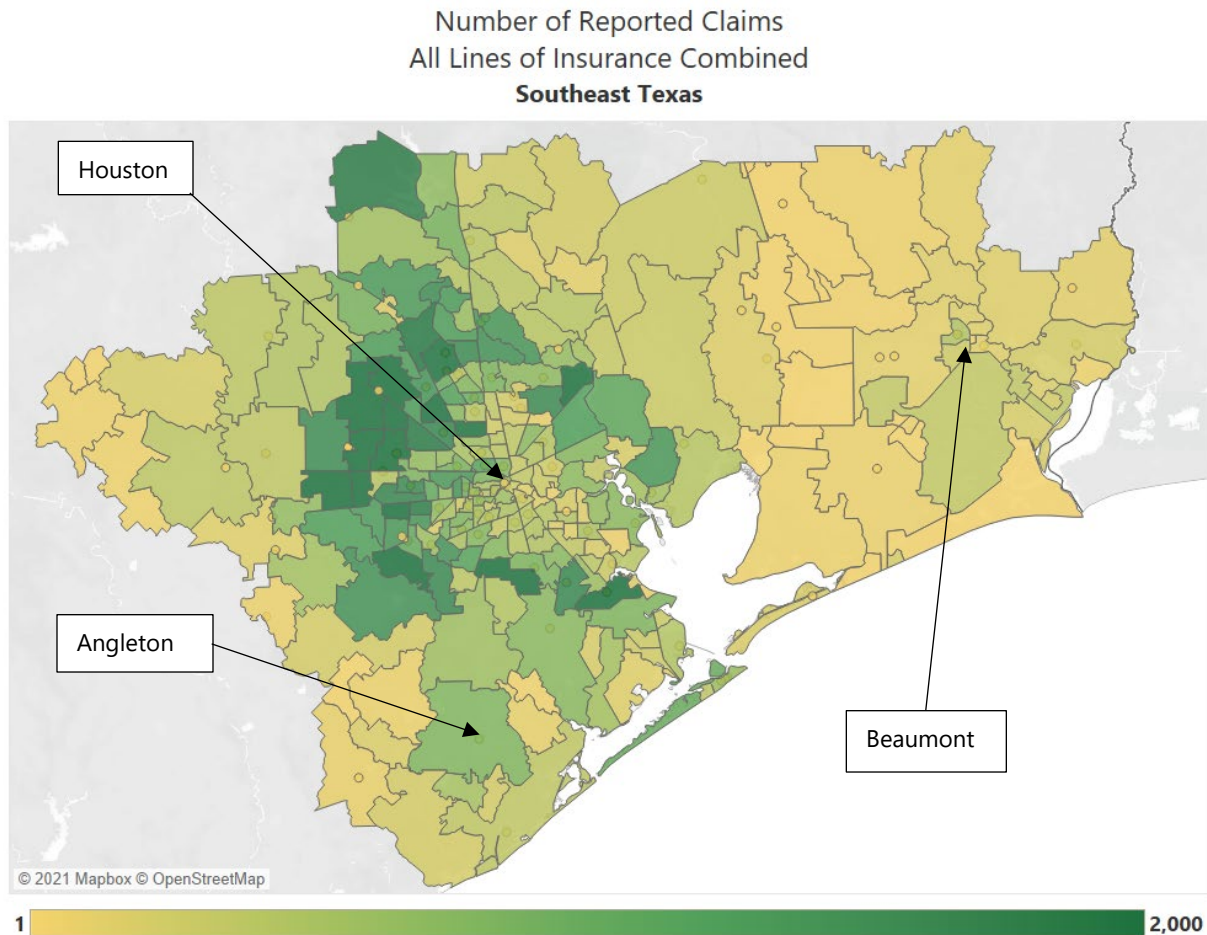 Number of Reported Claims
All Lines of Insurance Combined
Southeast Texas
Houston
Angleton
Beaumont
© 2021 Mapbox © OpenStreetMap
1
2,000